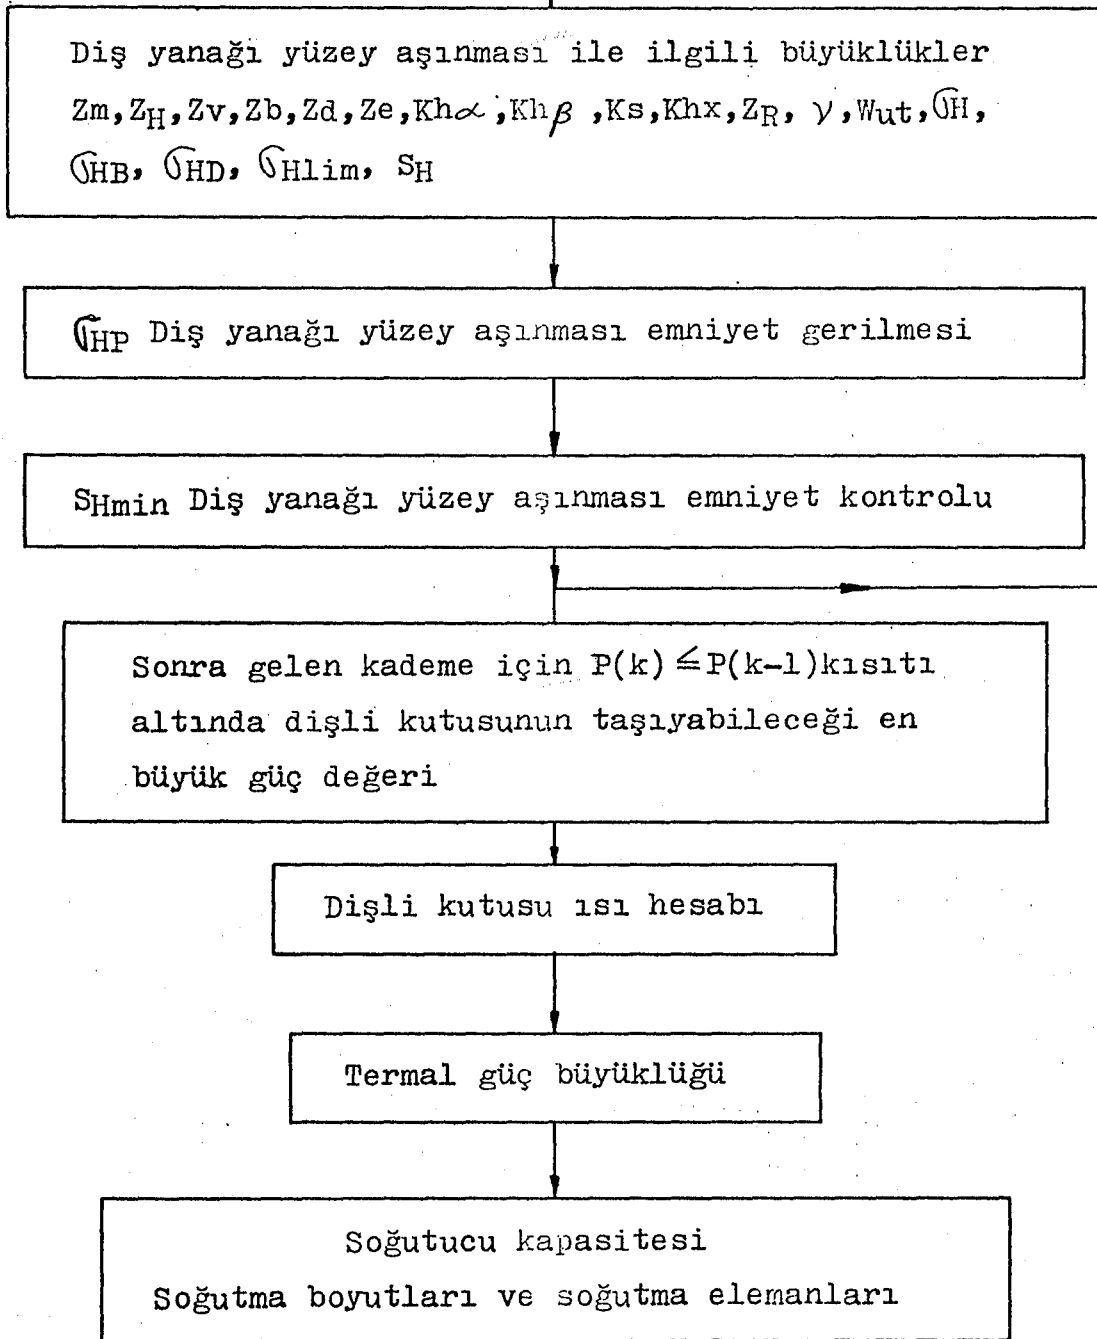 Diş yanağı yüzey aşınması ile ilgili büyüklükler
Zm,ZH,Zv,Zb,Zd,Ze,Khα,Khβ ,Ks,Khx,ZR, γ,Wut,σH,
σHB, σHD, σHlim, SH
σHP Diş yanağı yüzey aşınması emniyet gerilmesi
SHmin Diş yanağı yüzey aşınması emniyet kontrolu
Sonra gelen kademe için P(k) ≤P(k-1)kısıtı
altında dişli kutusunun taşıyabileceği en
büyük güç değeri
Dişli kutusu ısı hesabı
Termal güç büyüklüğü
Soğutucu kapasitesi
Soğutma boyutları ve soğutma elemanları